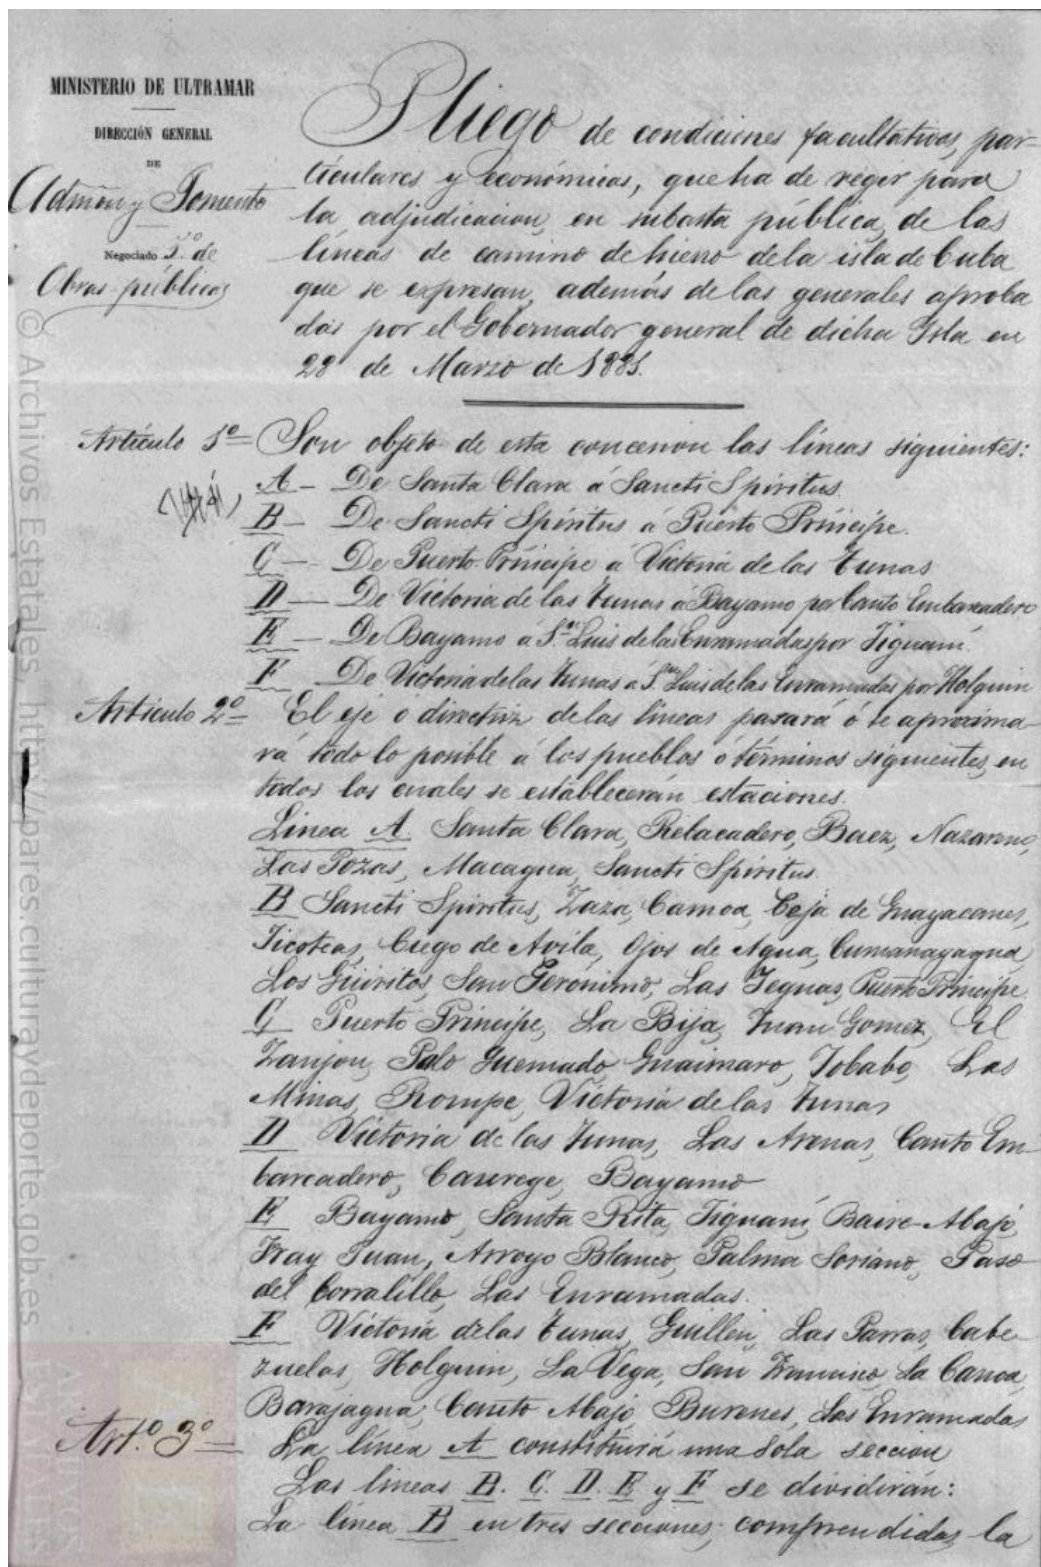 MINISTERIO DE ULTRAMAR
DIRECCIÓN GENERAL
DE
Admon y Fomento
Negociado 3º de
Obras públicas
Pliego de condiciones facultativas, par-
ticulares y económicas, que ha de regir para
la adjudicacion, en subasta pública, de las
líneas de camino de hierro de la isla de Cuba
que se expresan, además de las generales aproba
das por el Gobernador general de dicha Isla en
28 de Marzo de 1881.
Artículo 1º = Son objeto de esta concesion las líneas siguientes:
A - De Santa Clara á Sancti Spíritus.
B - De Sancti Spíritus á Puerto Príncipe.
C - De Puerto Príncipe a Victoria de las Tunas
D - De Victoria de las Tunas á Bayamo por Cauto Embarcadero
E - De Bayamo á Sn. Luis de las Enramadas por Jiguaní.
F De Victoria de las Tunas á Sn. Luis de las Enramadas por Holguin
Artículo 2º = El eje o directriz de las líneas pasará ó se aproxima-
rá todo lo posible á los pueblos ó términos siguientes, en
todos los cuales se establecerán estaciones.
Línea A. Santa Clara, Retacadero, Baez, Nazareno,
Las Pozas, Macagua, Sancti Spíritus.
B Sancti Spíritus, Zaza, Camoa, Ceja de Guayacanes,
Jicoteas, Ciego de Avila, Ojos de Agua, Cumanayagua,
Los Güiritos, San Gerónimo, Las Yeguas, Puerto Príncipe.
C Puerto Príncipe, La Bija, Juan Gomez, El
Zanjon, Palo Quemado, Guaimaro, Jobabo, Las
Minas, Rompe, Victoria de las Tunas
D Victoria de las Tunas, Las Arenas, Cauto Em-
barcadero, Caurege, Bayamo
E Bayamo, Santa Rita, Jiguaní, Baire-Abajo,
Fray Juan, Arroyo Blanco, Palma Soriano, Paso
del Corralillo, Las Enramadas.
F Victoria de las Tunas, Guillen, Las Parras, Cabe-
zuelas, Holguin, La Vega, San Francisco, La Canoa,
Barajagua, Cauto Abajo, Burenes, Las Enramadas
Artº 3º = La línea A constituirá una sola seccion
Las lineas B. C. D. E y F se dividirán:
La línea B en tres secciones; comprendidas la
© Archivos Estatales, http://pares.culturaydeporte.gob.es